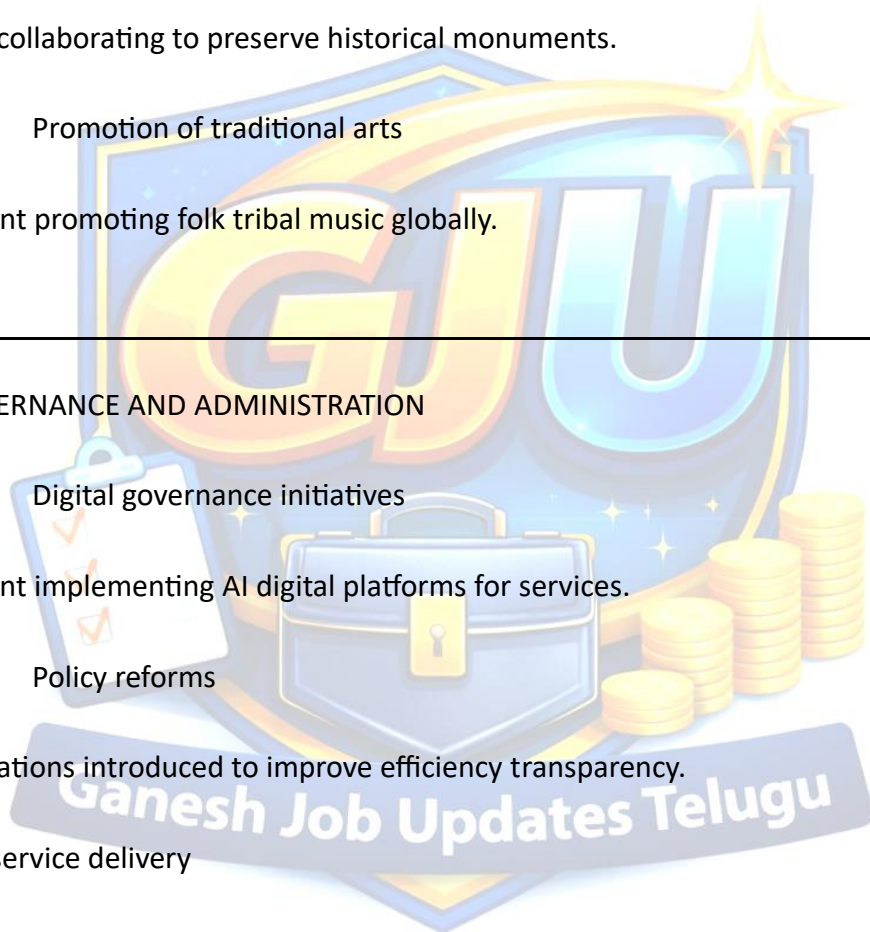 collaborating to preserve historical monuments.
Promotion of traditional arts
nt promoting folk tribal music globally.
GJU
ERNANCE AND ADMINISTRATION
Digital governance initiatives
nt implementing AI digital platforms for services.
Policy reforms
ations introduced to improve efficiency transparency.
Ganesh Job Updates Telugu
service delivery